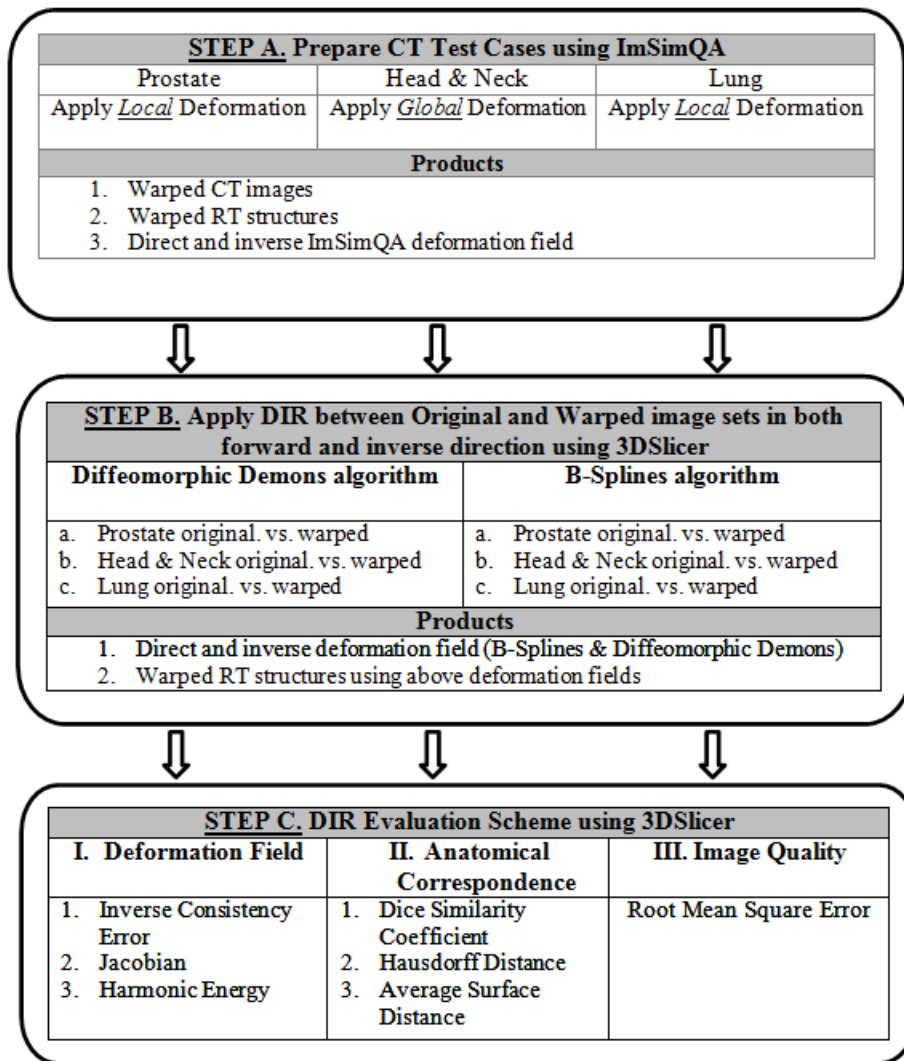 STEP A. Prepare CT Test Cases using ImSimQA
Prostate
Head & Neck
Lung
Apply Local Deformation
Apply Global Deformation
Apply Local Deformation
Products
1. Warped CT images
2. Warped RT structures
3. Direct and inverse ImSimQA deformation field
STEP B. Apply DIR between Original and Warped image sets in both
forward and inverse direction using 3DSlicer
Diffeomorphic Demons algorithm
B-Splines algorithm
a. Prostate original. vs. warped
b. Head & Neck original. vs. warped
c. Lung original. vs. warped
a. Prostate original. vs. warped
b. Head & Neck original. vs. warped
c. Lung original. vs. warped
Products
1. Direct and inverse deformation field (B-Splines & Diffeomorphic Demons)
2. Warped RT structures using above deformation fields
STEP C. DIR Evaluation Scheme using 3DSlicer
I. Deformation Field
II. Anatomical
Correspondence
III. Image Quality
1. Inverse Consistency
Error
2. Jacobian
3. Harmonic Energy
1. Dice Similarity
Coefficient
2. Hausdorff Distance
3. Average Surface
Distance
Root Mean Square Error